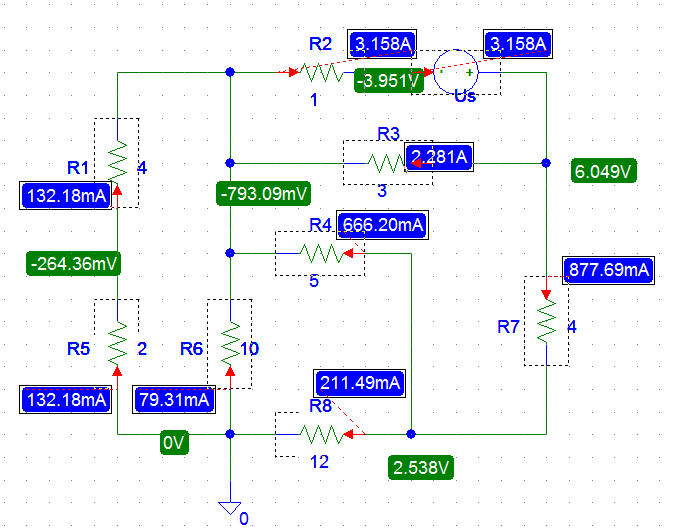 R2
3.158A
3.158A
-3.951V
- +
Us
1
R3
2.281A
3
R1
4
132.18mA
-793.09mV
6.049V
R4
666.20mA
5
-264.36mV
877.69mA
R7
4
R5
2
R6
10
132.18mA
79.31mA
211.49mA
R8
12
0V
2.538V
0